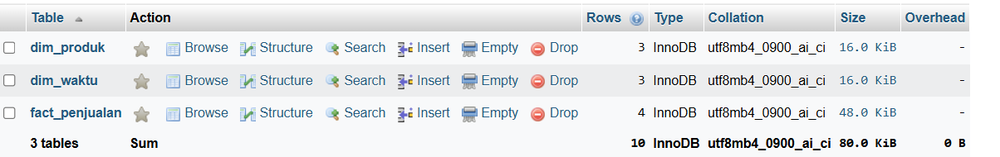 Table Action Rows Type Collation Size Overhead
dim_produk Browse Structure Search Insert Empty Drop 3 InnoDB utf8mb4_0900_ai_ci 16.0 KiB -
dim_waktu Browse Structure Search Insert Empty Drop 3 InnoDB utf8mb4_0900_ai_ci 16.0 KiB -
fact_penjualan Browse Structure Search Insert Empty Drop 4 InnoDB utf8mb4_0900_ai_ci 48.0 KiB -
3 tables Sum 10 InnoDB utf8mb4_0900_ai_ci 80.0 KiB 0 B